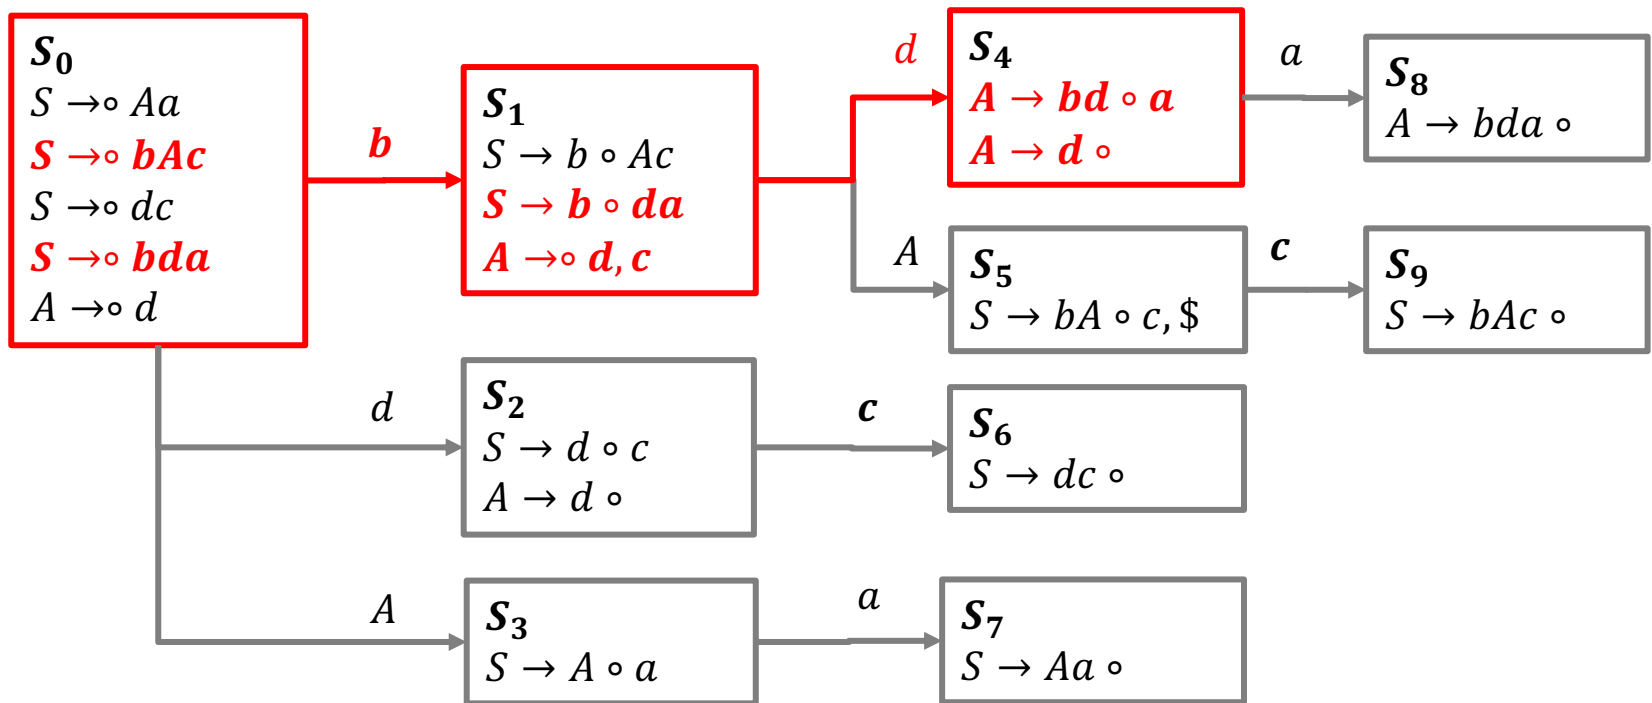 S₀
S →∘ Aa
S →∘ bAc
S →∘ dc
S →∘ bda
A →∘ d
b
S₁
S → b ∘ Ac
S → b ∘ da
A →∘ d, c
d
S₄
A → bd ∘ a
A → d ∘
a
S₈
A → bda ∘
A
S₅
S → bA ∘ c, $
c
S₉
S → bAc ∘
d
S₂
S → d ∘ c
A → d ∘
c
S₆
S → dc ∘
A
S₃
S → A ∘ a
a
S₇
S → Aa ∘